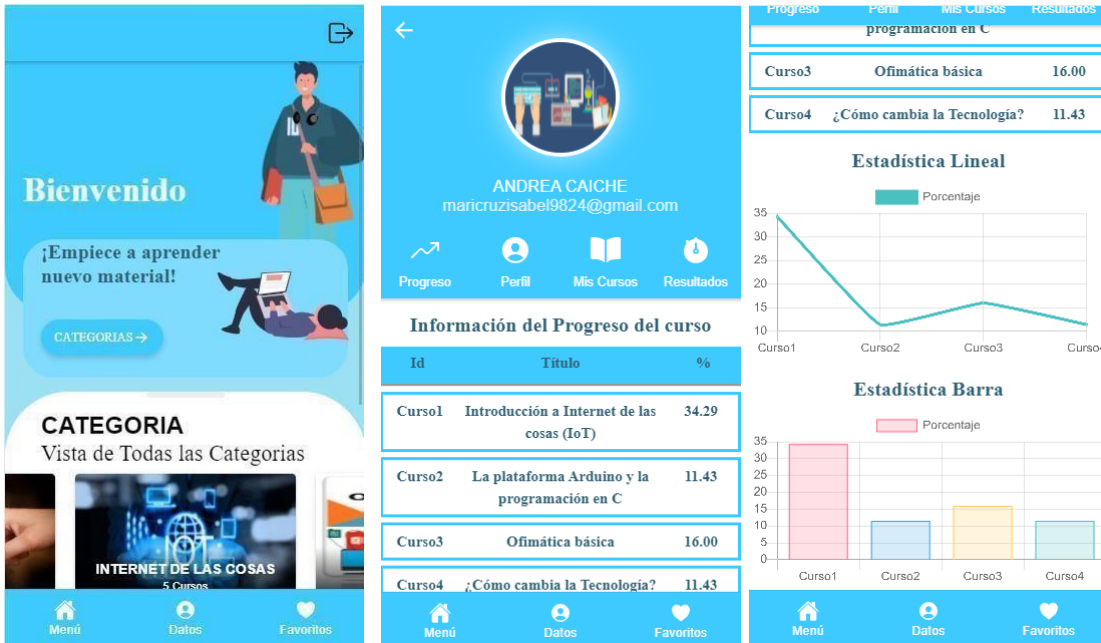 Bienvenido
¡Empiece a aprender
nuevo material!
CATEGORIAS →
CATEGORIA
Vista de Todas las Categorias
IOT
INTERNET DE LAS COSAS
5 Cursos
Menú
Datos
Favoritos
ANDREA CAICHE
maricruzisabel9824@gmail.com
Progreso
Perfil
Mis Cursos
Resultados
Información del Progreso del curso
Id Título %
Curso1 Introducción a Internet de las 34.29
cosas (IoT)
Curso2 La plataforma Arduino y la 11.43
programación en C
Curso3 Ofimática básica 16.00
Curso4 ¿Cómo cambia la Tecnología? 11.43
Menú
Datos
Favoritos
Progreso Perfil Mis Cursos Resultados
programación en C
Curso3 Ofimática básica 16.00
Curso4 ¿Cómo cambia la Tecnología? 11.43
Estadística Lineal
Porcentaje
35
30
25
20
15
10
Curso1 Curso2 Curso3 Curso
Estadística Barra
Porcentaje
35
30
25
20
15
10
5
0
Curso1 Curso2 Curso3 Curso4
Menú
Datos
Favoritos